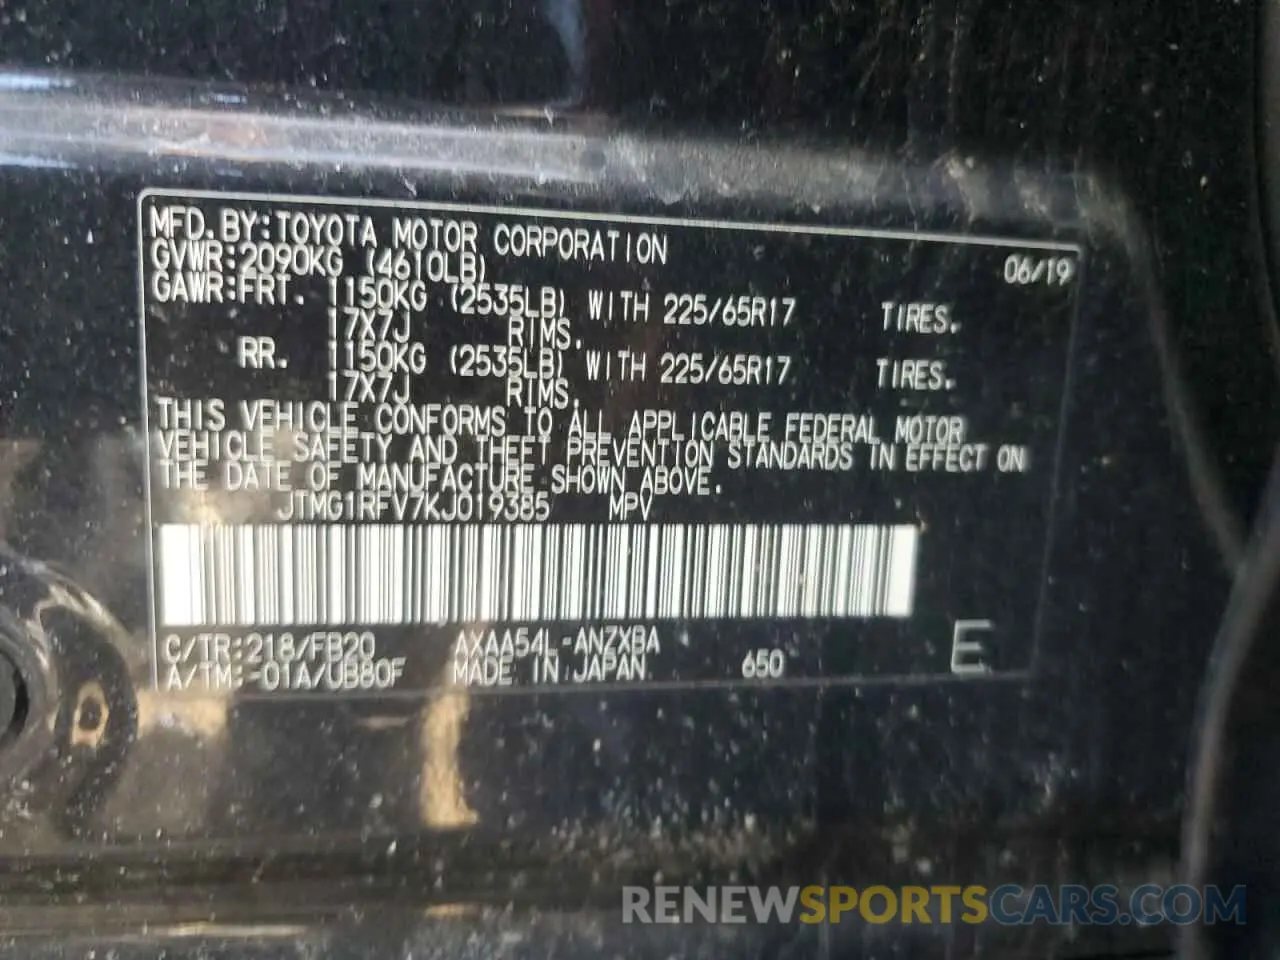 MFD. BY: TOYOTA MOTOR CORPORATION
06/19
GVWR: 2090KG (4610LB)
GAWR: FRT. 1150KG (2535LB) WITH 225/65R17 TIRES.
17X7J RIMS.
RR. 1150KG (2535LB) WITH 225/65R17 TIRES.
17X7J RIMS.
THIS VEHICLE CONFORMS TO ALL APPLICABLE FEDERAL MOTOR
VEHICLE SAFETY AND THEFT PREVENTION STANDARDS IN EFFECT ON
THE DATE OF MANUFACTURE SHOWN ABOVE.
JTMG1RFV7KJ019385 MPV
C/TR: 218/FB20 AXAA54L-ANZXBA
A/TM: -01A/UB80F MADE IN JAPAN 650 E
RENEWSPORTSCARS.COM